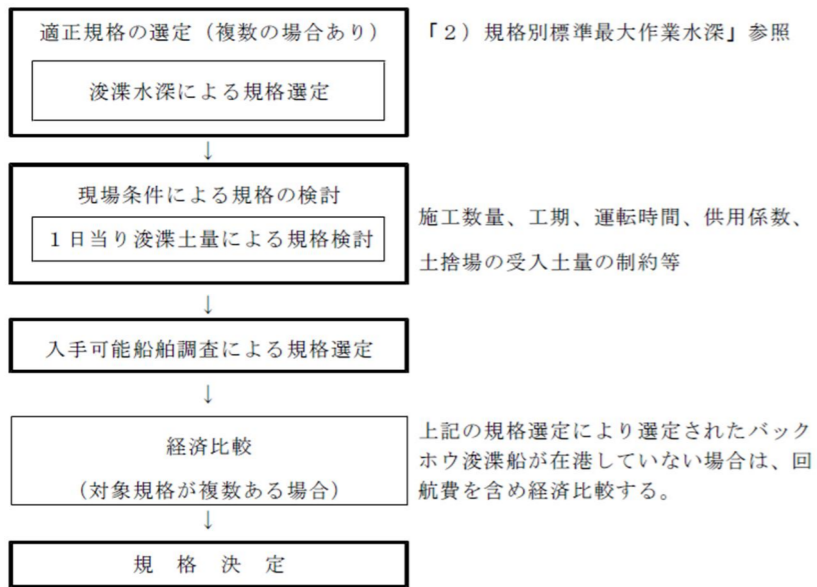 適正規格の選定（複数の場合あり）
『２）規格別標準最大作業水深』参照
浚渫水深による規格選定
↓
現場条件による規格の検討
１日当り浚渫土量による規格検討
施工数量、工期、運転時間、供用係数、
土捨場の受入土量の制約等
↓
入手可能船舶調査による規格選定
↓
経済比較
（対象規格が複数ある場合）
上記の規格選定により選定されたバック
ホウ浚渫船が在港していない場合は、回
航費を含め経済比較する。
↓
規　格　決　定